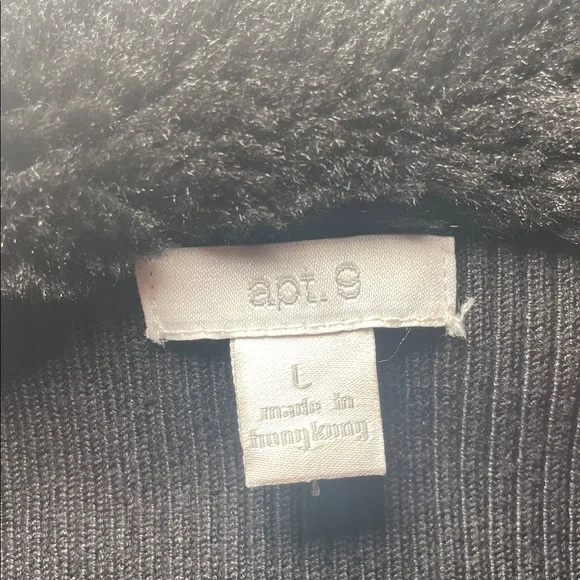 apt. 9
L
made in
hong kong